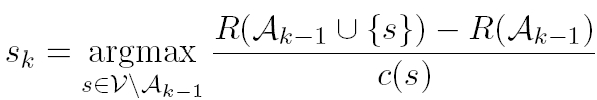 s_k = \underset{s \in \mathcal{V} \setminus \mathcal{A}_{k-1}}{\operatorname{argmax}} \frac{R(\mathcal{A}_{k-1} \cup \{s\}) - R(\mathcal{A}_{k-1})}{c(s)}